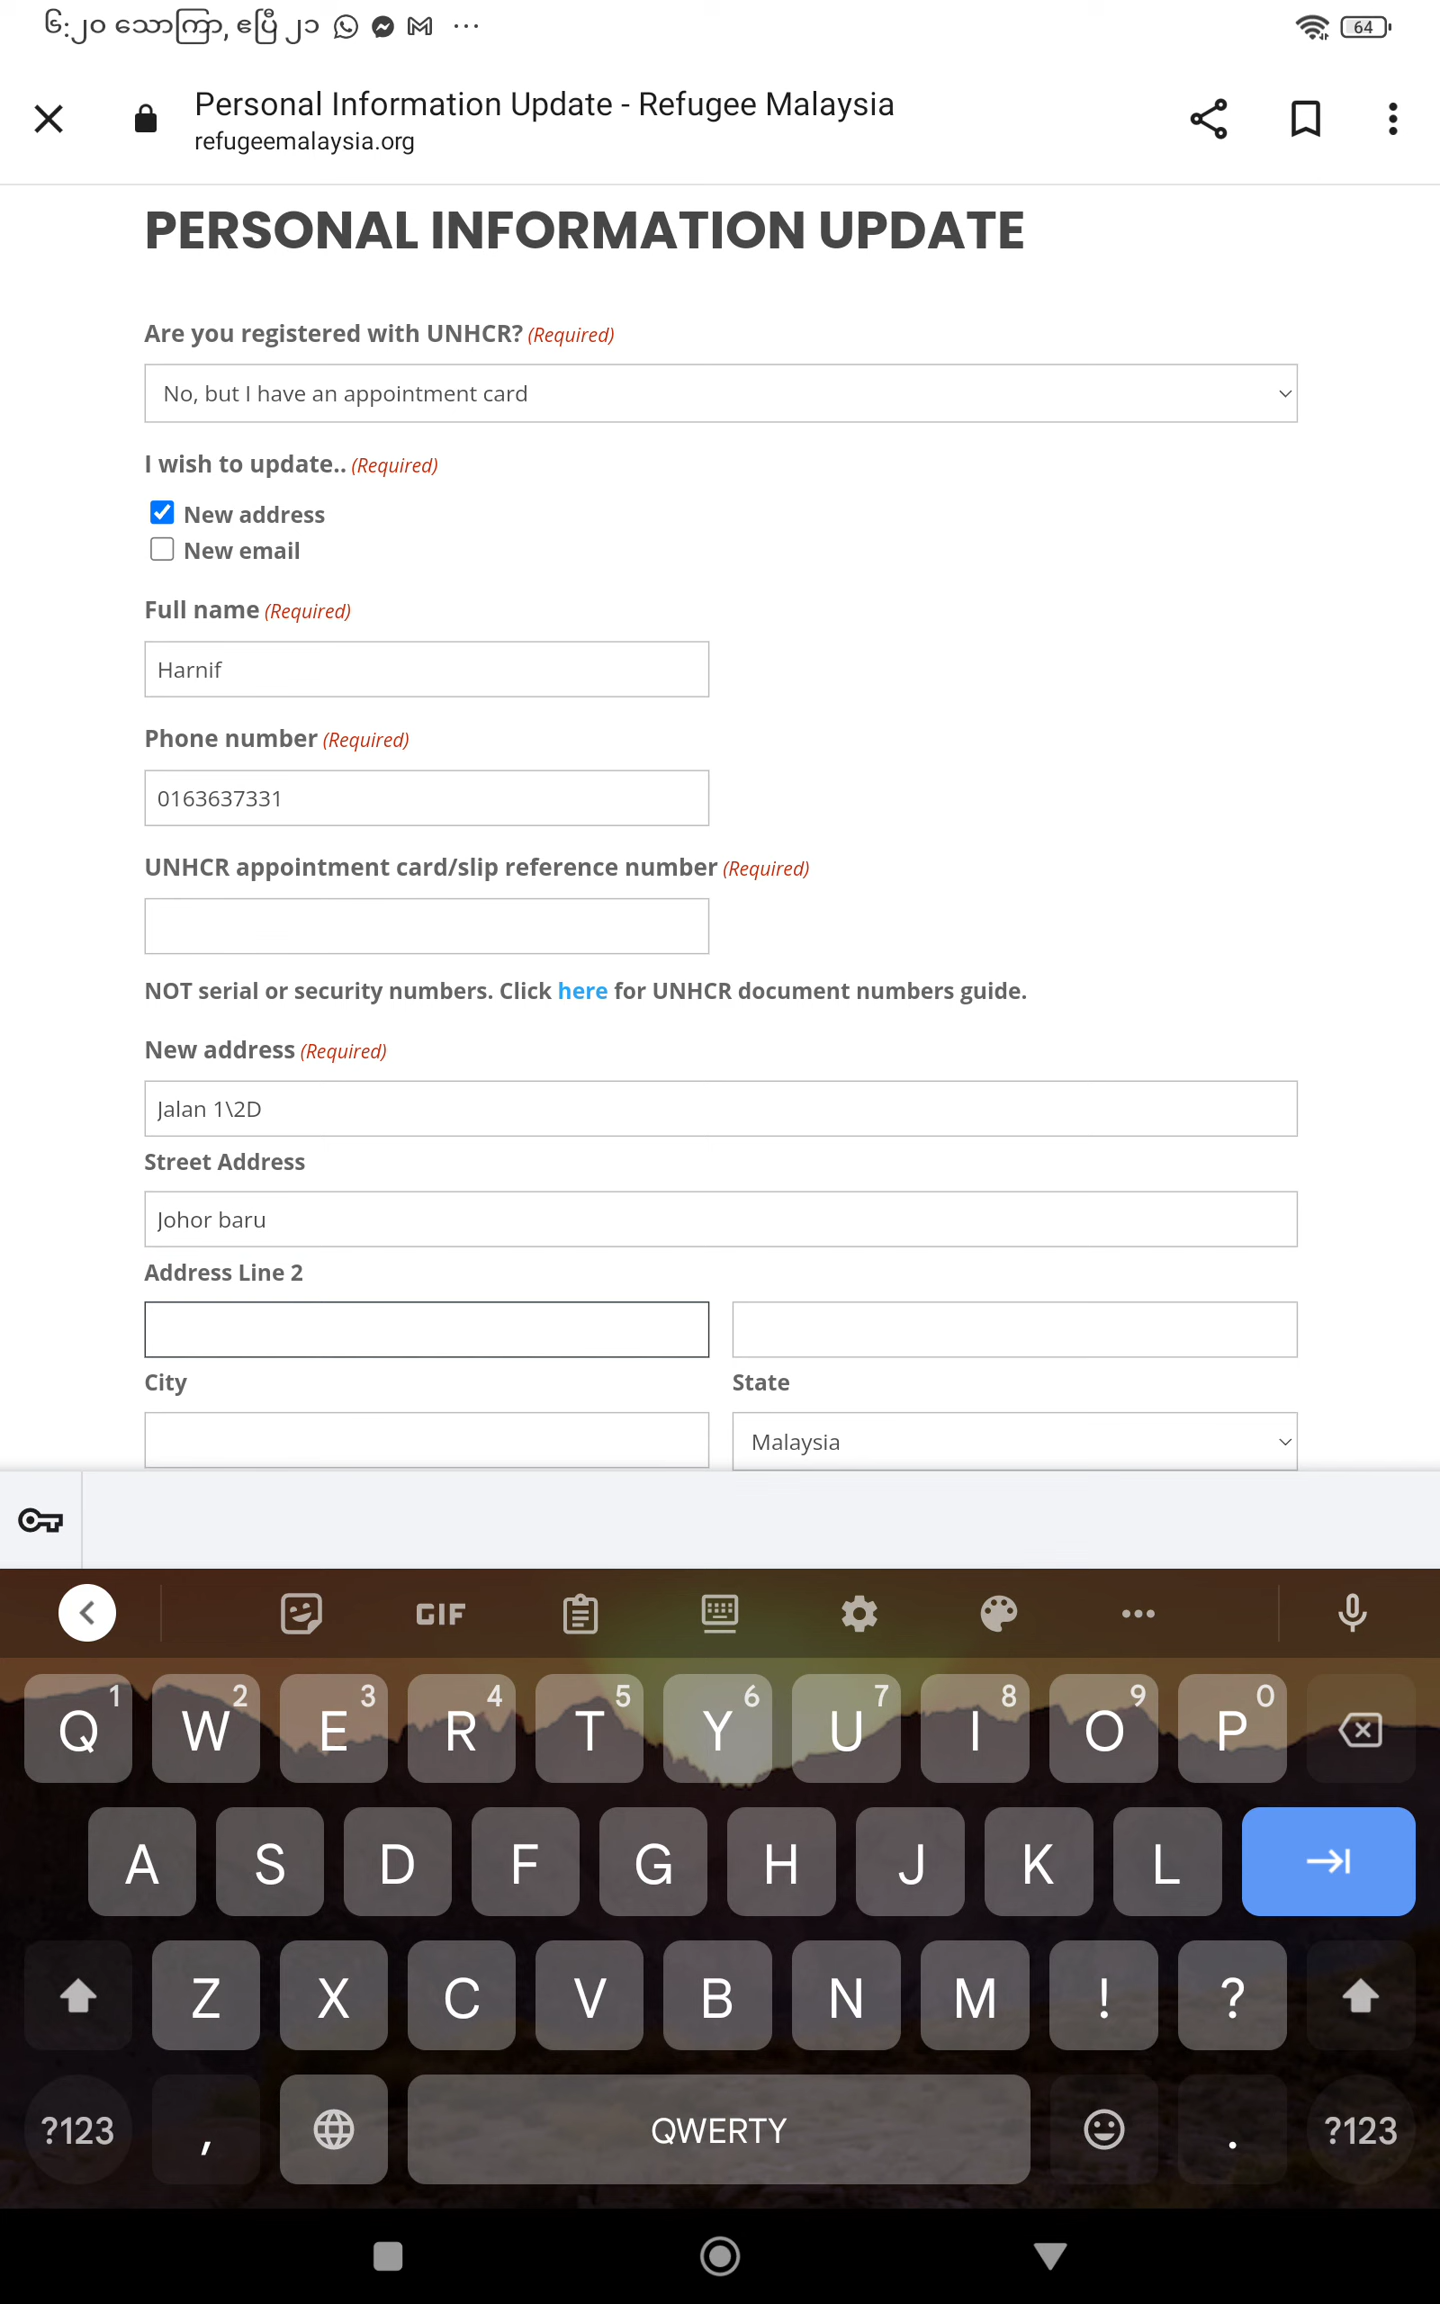 ၆:၂၀ သောကြာ, ဧပြီ ၂၁
64
Personal Information Update - Refugee Malaysia
refugeemalaysia.org
PERSONAL INFORMATION UPDATE
Are you registered with UNHCR? (Required)
No, but I have an appointment card
I wish to update.. (Required)
New address
New email
Full name (Required)
Harnif
Phone number (Required)
0163637331
UNHCR appointment card/slip reference number (Required)
NOT serial or security numbers. Click here for UNHCR document numbers guide.
New address (Required)
Jalan 1\2D
Street Address
Johor baru
Address Line 2
City State
Malaysia
GIF
Q 1 W 2 E 3 R 4 T 5 Y 6 U 7 I 8 O 9 P 0
A S D F G H J K L
Z X C V B N M ! ?
?123 , QWERTY . ?123